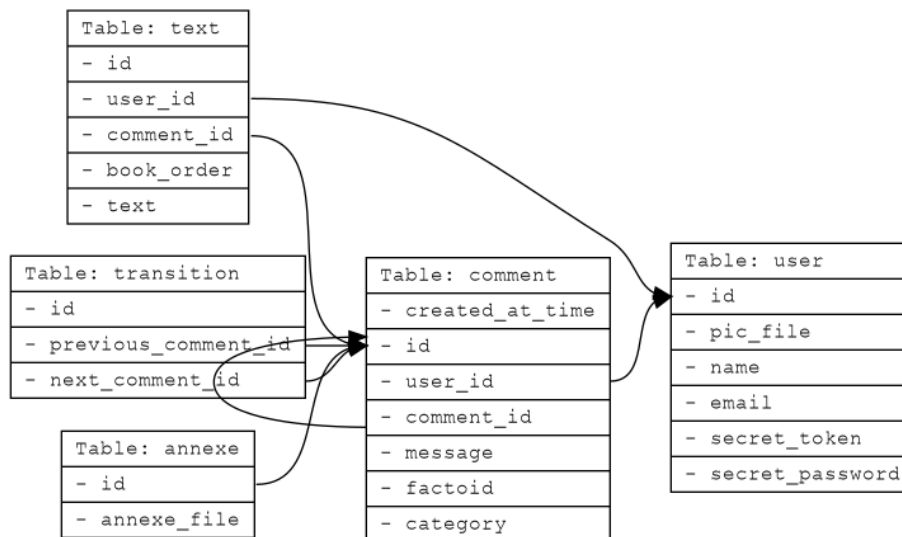 Table: text
- id
- user_id
- comment_id
- book_order
- text
Table: transition
- id
- previous_comment_id
- next_comment_id
Table: annexe
- id
- annexe_file
Table: comment
- created_at_time
- id
- user_id
- comment_id
- message
- factoid
- category
Table: user
- id
- pic_file
- name
- email
- secret_token
- secret_password